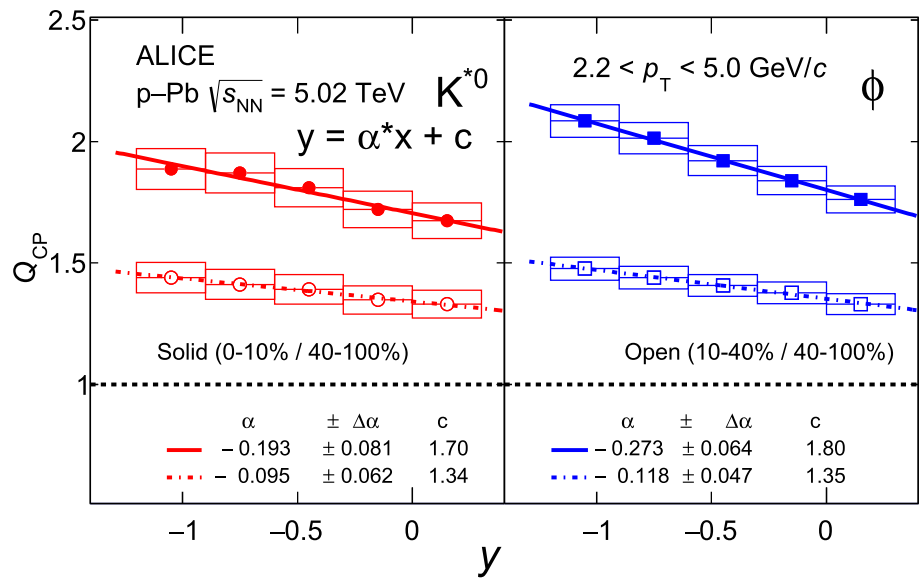 2.5
2
1.5
1
Q_CP
ALICE
p–Pb √s_NN = 5.02 TeV
K*0
y = α*x + c
Solid (0-10% / 40-100%)
α ± Δα c
– 0.193 ± 0.081 1.70
– 0.095 ± 0.062 1.34
2.2 < p_T < 5.0 GeV/c
ϕ
Open (10-40% / 40-100%)
α ± Δα c
– 0.273 ± 0.064 1.80
– 0.118 ± 0.047 1.35
–1 –0.5 0
–1 –0.5 0
y